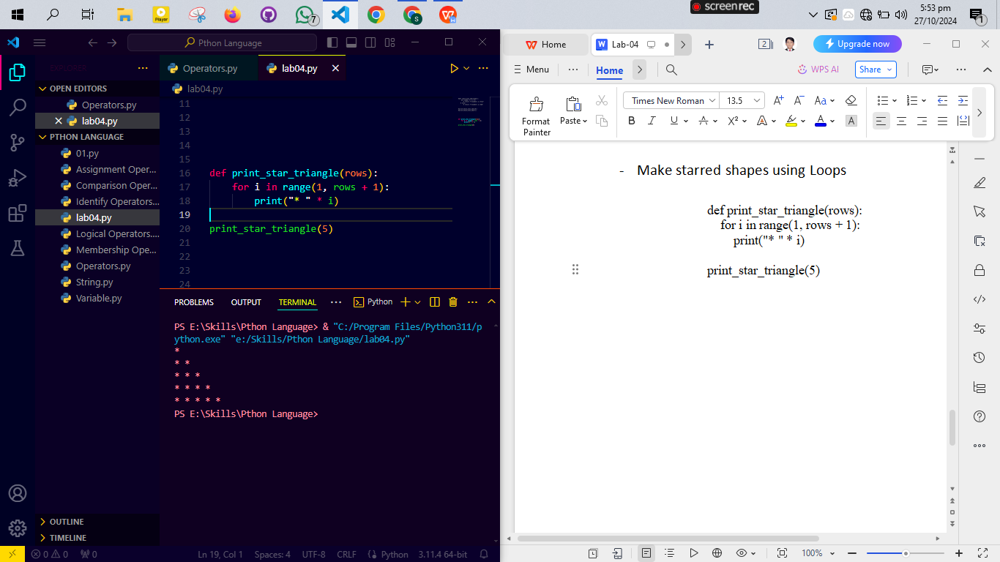 screenrec
7
5:53 pm
27/10/2024
1
Pthon Language
EXPLORER
OPEN EDITORS
Operators.py
lab04.py
PTHON LANGUAGE
01.py
Assignment Oper...
Comparison Oper...
Identify Operators...
lab04.py
Logical Operators....
Membership Ope...
Operators.py
String.py
Variable.py
OUTLINE
TIMELINE
Operators.py
lab04.py
lab04.py
11
12
13
14
15
16 def print_star_triangle(rows):
17 for i in range(1, rows + 1):
18 print("* " * i)
19
20 print_star_triangle(5)
21
22
23
24
PROBLEMS OUTPUT TERMINAL ... Python
PS E:\Skills\Pthon Language> & "C:/Program Files/Python311/p
ython.exe" "e:/Skills/Pthon Language/lab04.py"
*
* *
* * *
* * * *
* * * * *
PS E:\Skills\Pthon Language>
0 0 0 Ln 19, Col 1 Spaces: 4 UTF-8 CRLF Python 3.11.4 64-bit
Home Lab-04 2 Upgrade now
Menu ... Home WPS AI Share
Format
Painter
Paste
Times New Roman 13.5
- Make starred shapes using Loops
def print_star_triangle(rows):
for i in range(1, rows + 1):
print("* " * i)
print_star_triangle(5)
100%